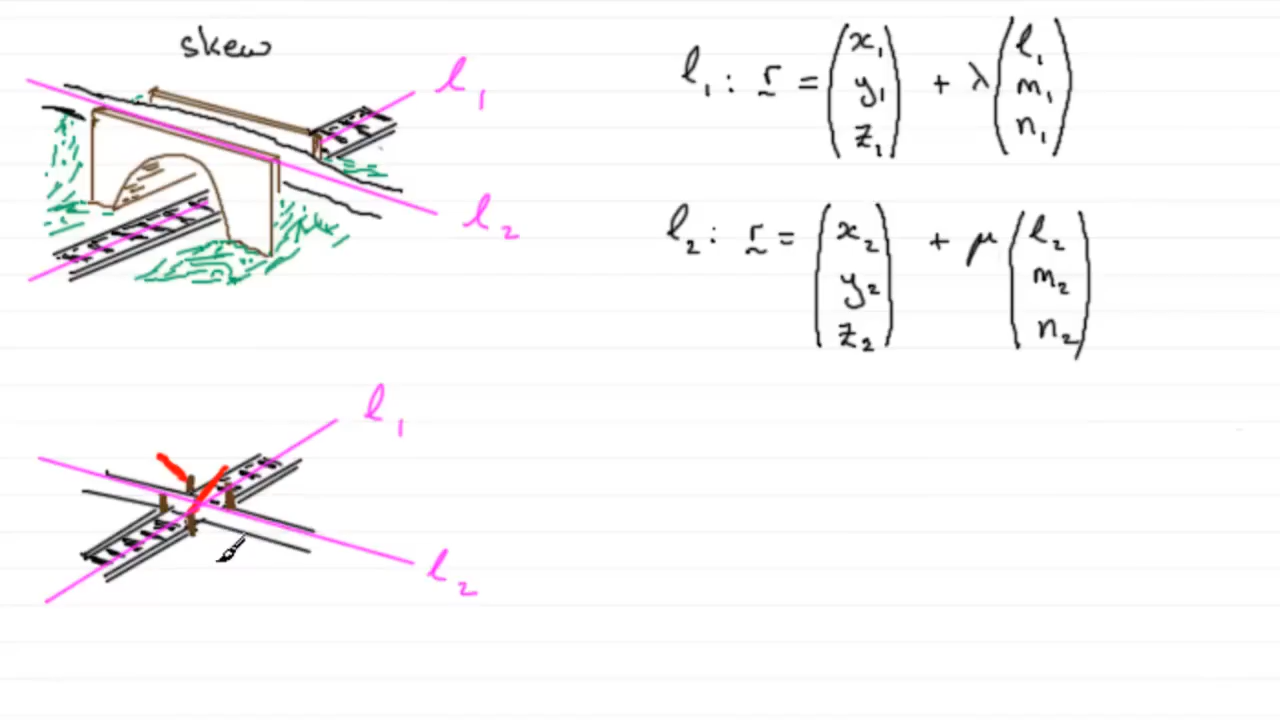 skew
l₁
l₂
l₁ : r = (x₁ y₁ z₁) + λ (l₁ m₁ n₁)
l₂ : r = (x₂ y₂ z₂) + μ (l₂ m₂ n₂)
l₁
l₂